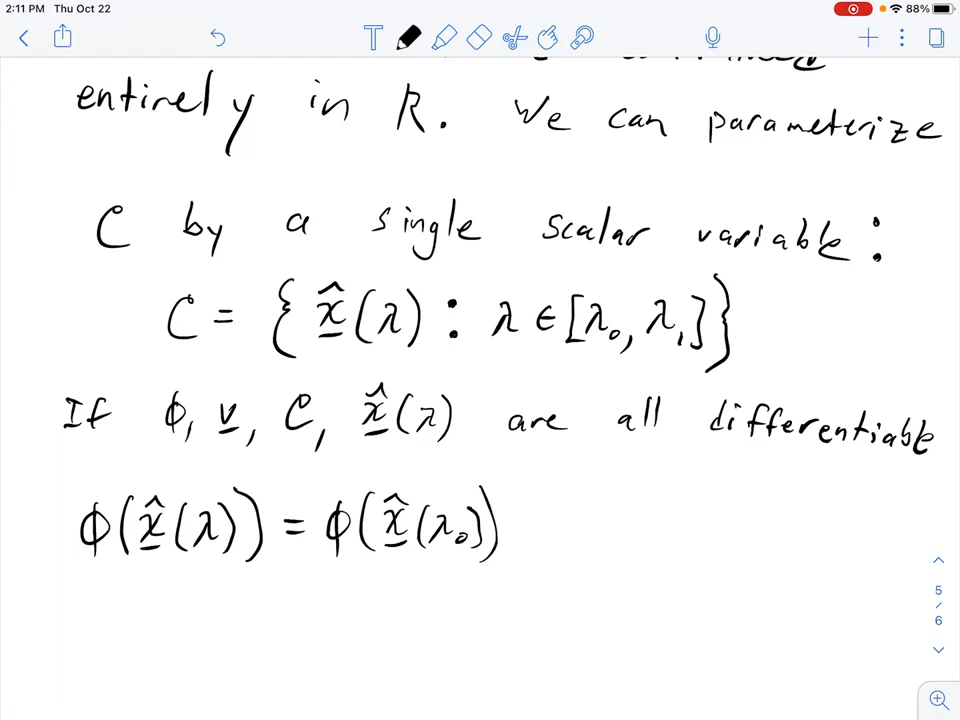 2:11 PM Thu Oct 22
88%
T
entirely in R. We can parameterize
C by a single scalar variable:
C = { x̲̂(λ) : λ ∈ [λ₀, λ₁] }
If ϕ, v̲, C, x̲̂(λ) are all differentiable
ϕ(x̲̂(λ)) = ϕ(x̲̂(λ₀))
5
/
6